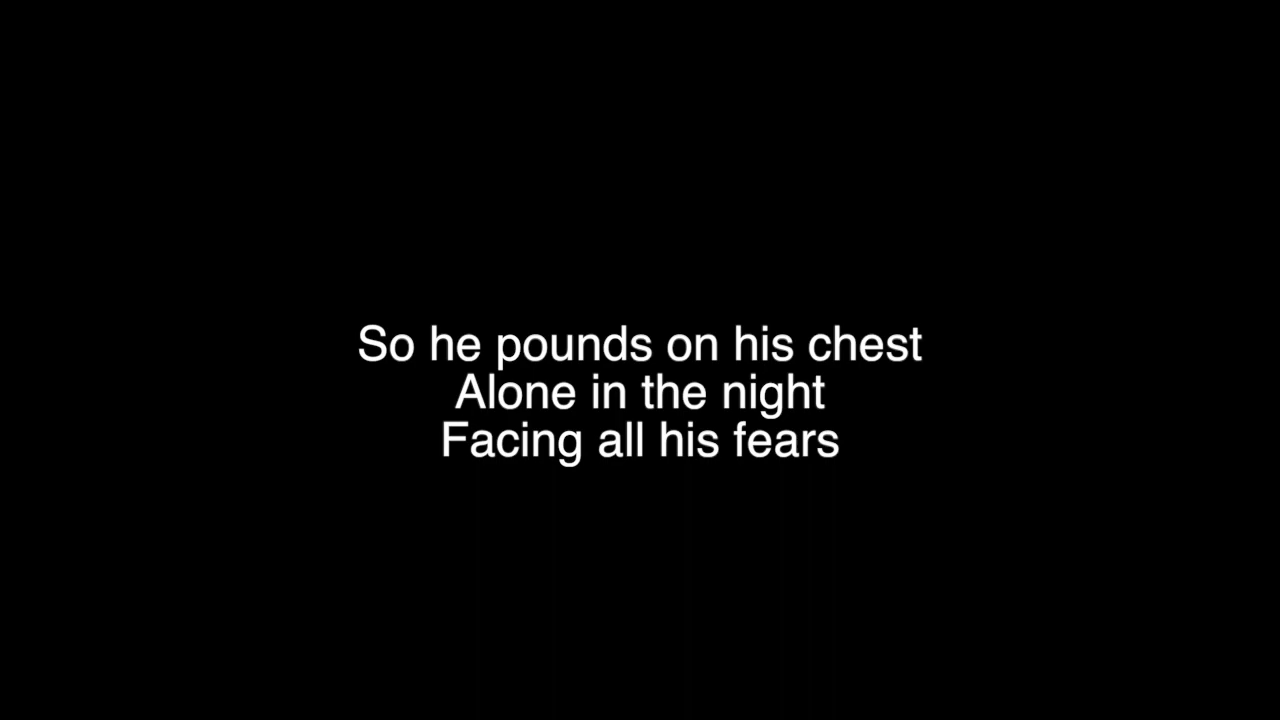 So he pounds on his chest
Alone in the night
Facing all his fears